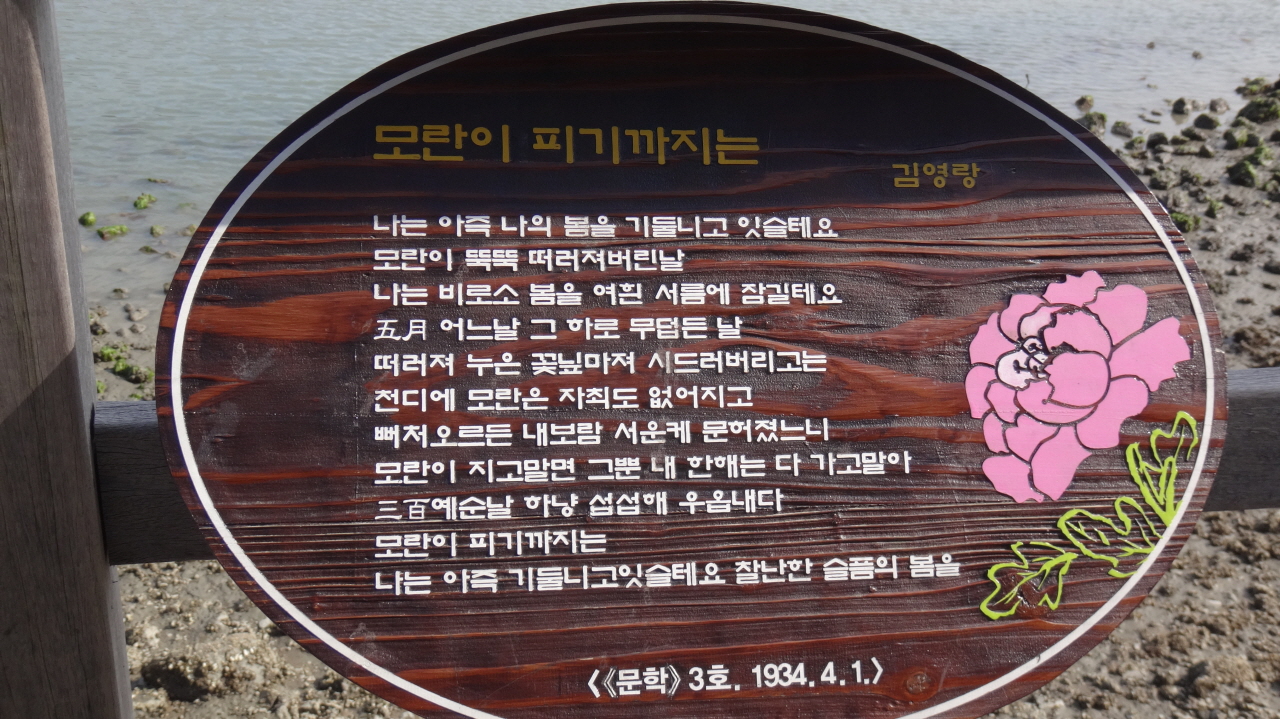 모란이 피기까지는
김영랑
나는 아즉 나의 봄을 기둘니고 잇슬테요
모란이 뚝뚝 떠러져버린날
나는 비로소 봄을 여흰 서름에 잠길테요
五月 어느날 그 하로 무덥든 날
떠러져 누은 꽃닢마져 시드러버리고는
천디에 모란은 자최도 없어지고
뻐처오르든 내보람 서운케 문허졌느니
모란이 지고말면 그뿐 내 한해는 다 가고말아
三百예순날 하냥 섭섭해 우옵내다
모란이 피기까지는
나는 아즉 기둘니고잇슬테요 찰난한 슬픔의 봄을
<《문학》 3호. 1934. 4. 1.>